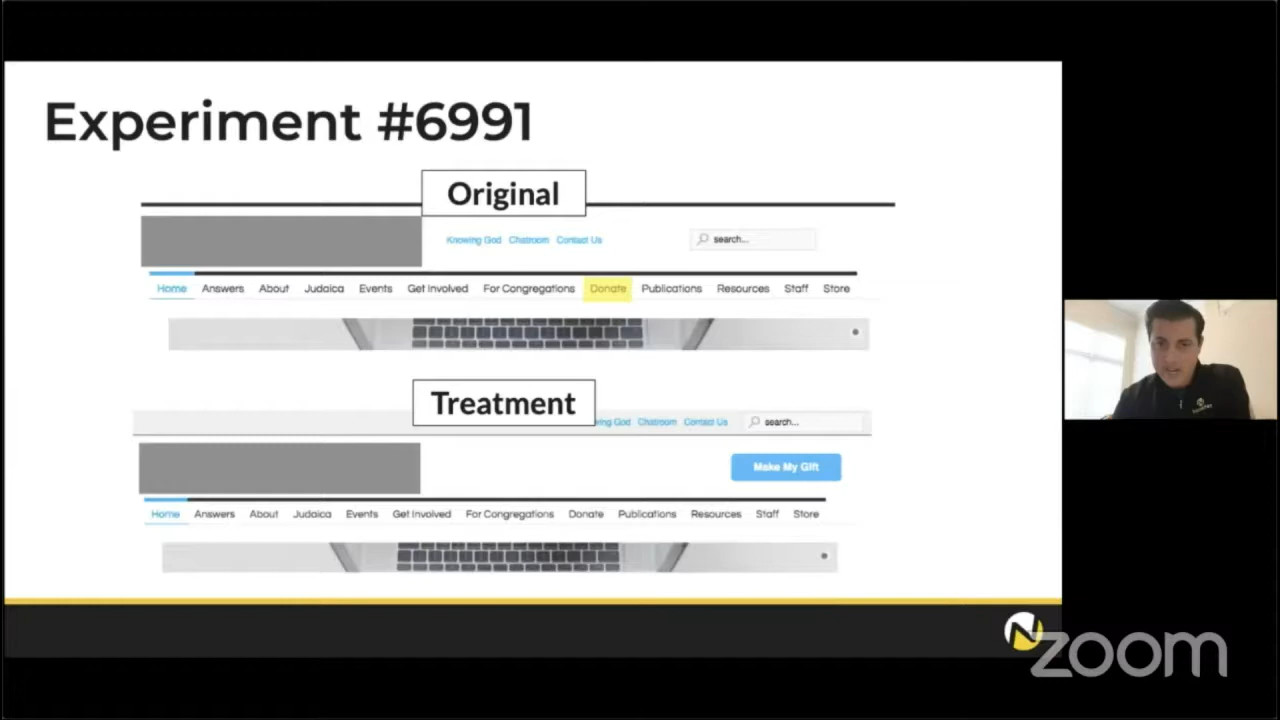 Experiment #6991
Original
Knowing God Chatroom Contact Us
search...
Home Answers About Judaica Events Get Involved For Congregations Donate Publications Resources Staff Store
Treatment
ing God Chatroom Contact Us
search...
Make My Gift
Home Answers About Judaica Events Get Involved For Congregations Donate Publications Resources Staff Store
N
zoom